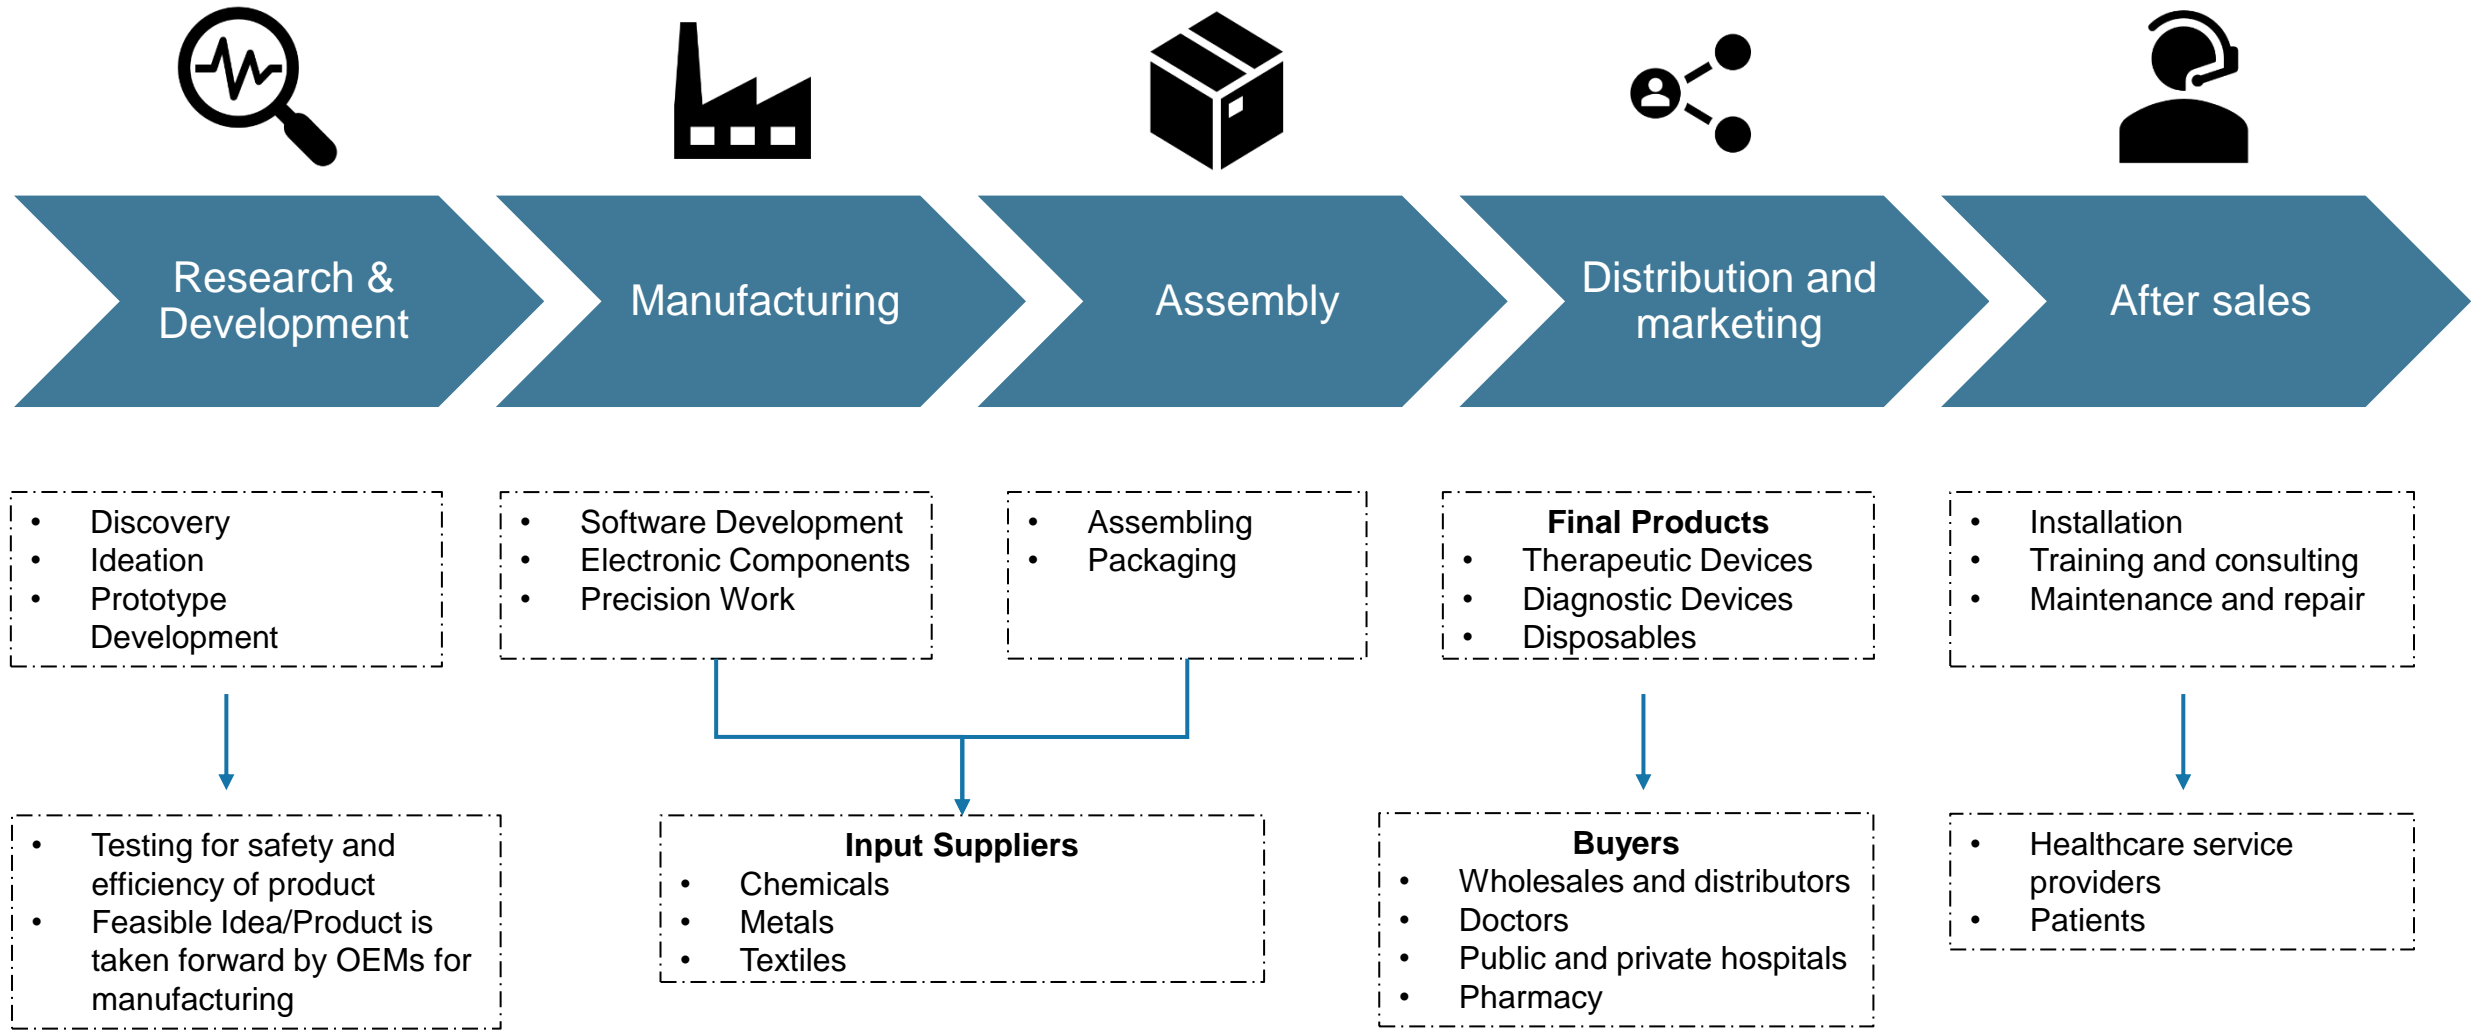 Research &
Development
Manufacturing
Assembly
Distribution and
marketing
After sales
• Discovery
• Ideation
• Prototype
Development
• Software Development
• Electronic Components
• Precision Work
• Assembling
• Packaging
Final Products
• Therapeutic Devices
• Diagnostic Devices
• Disposables
• Installation
• Training and consulting
• Maintenance and repair
• Testing for safety and
efficiency of product
• Feasible Idea/Product is
taken forward by OEMs for
manufacturing
Input Suppliers
• Chemicals
• Metals
• Textiles
Buyers
• Wholesales and distributors
• Doctors
• Public and private hospitals
• Pharmacy
• Healthcare service
providers
• Patients